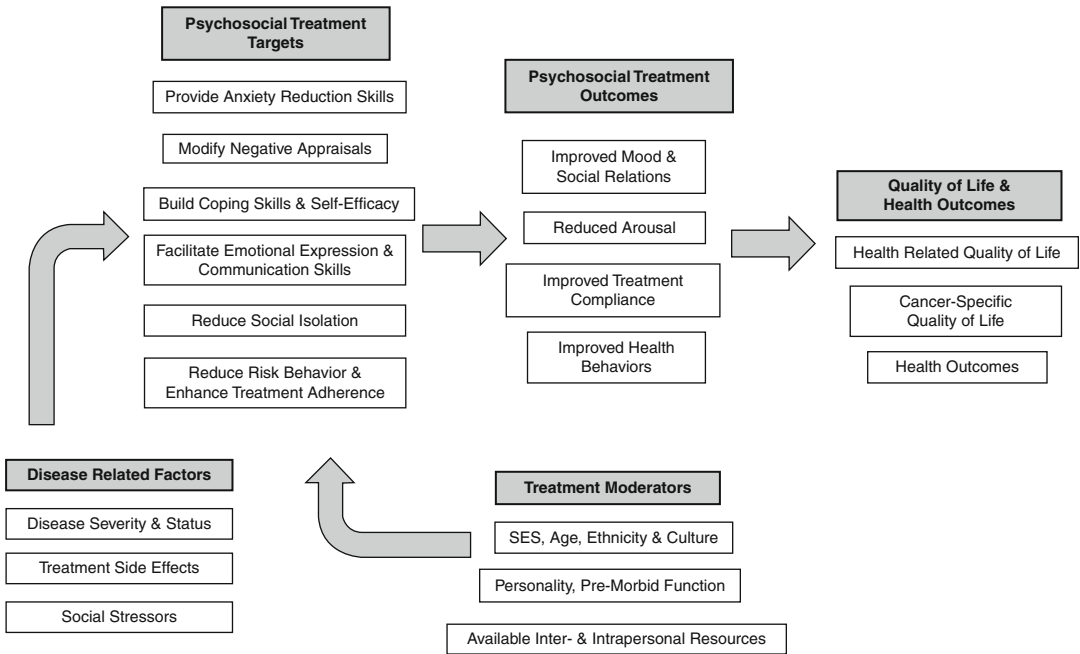 Psychosocial Treatment
Targets
Provide Anxiety Reduction Skills
Modify Negative Appraisals
Build Coping Skills & Self-Efficacy
Facilitate Emotional Expression &
Communication Skills
Reduce Social Isolation
Reduce Risk Behavior &
Enhance Treatment Adherence
Psychosocial Treatment
Outcomes
Improved Mood &
Social Relations
Reduced Arousal
Improved Treatment
Compliance
Improved Health
Behaviors
Quality of Life &
Health Outcomes
Health Related Quality of Life
Cancer-Specific
Quality of Life
Health Outcomes
Disease Related Factors
Disease Severity & Status
Treatment Side Effects
Social Stressors
Treatment Moderators
SES, Age, Ethnicity & Culture
Personality, Pre-Morbid Function
Available Inter- & Intrapersonal Resources